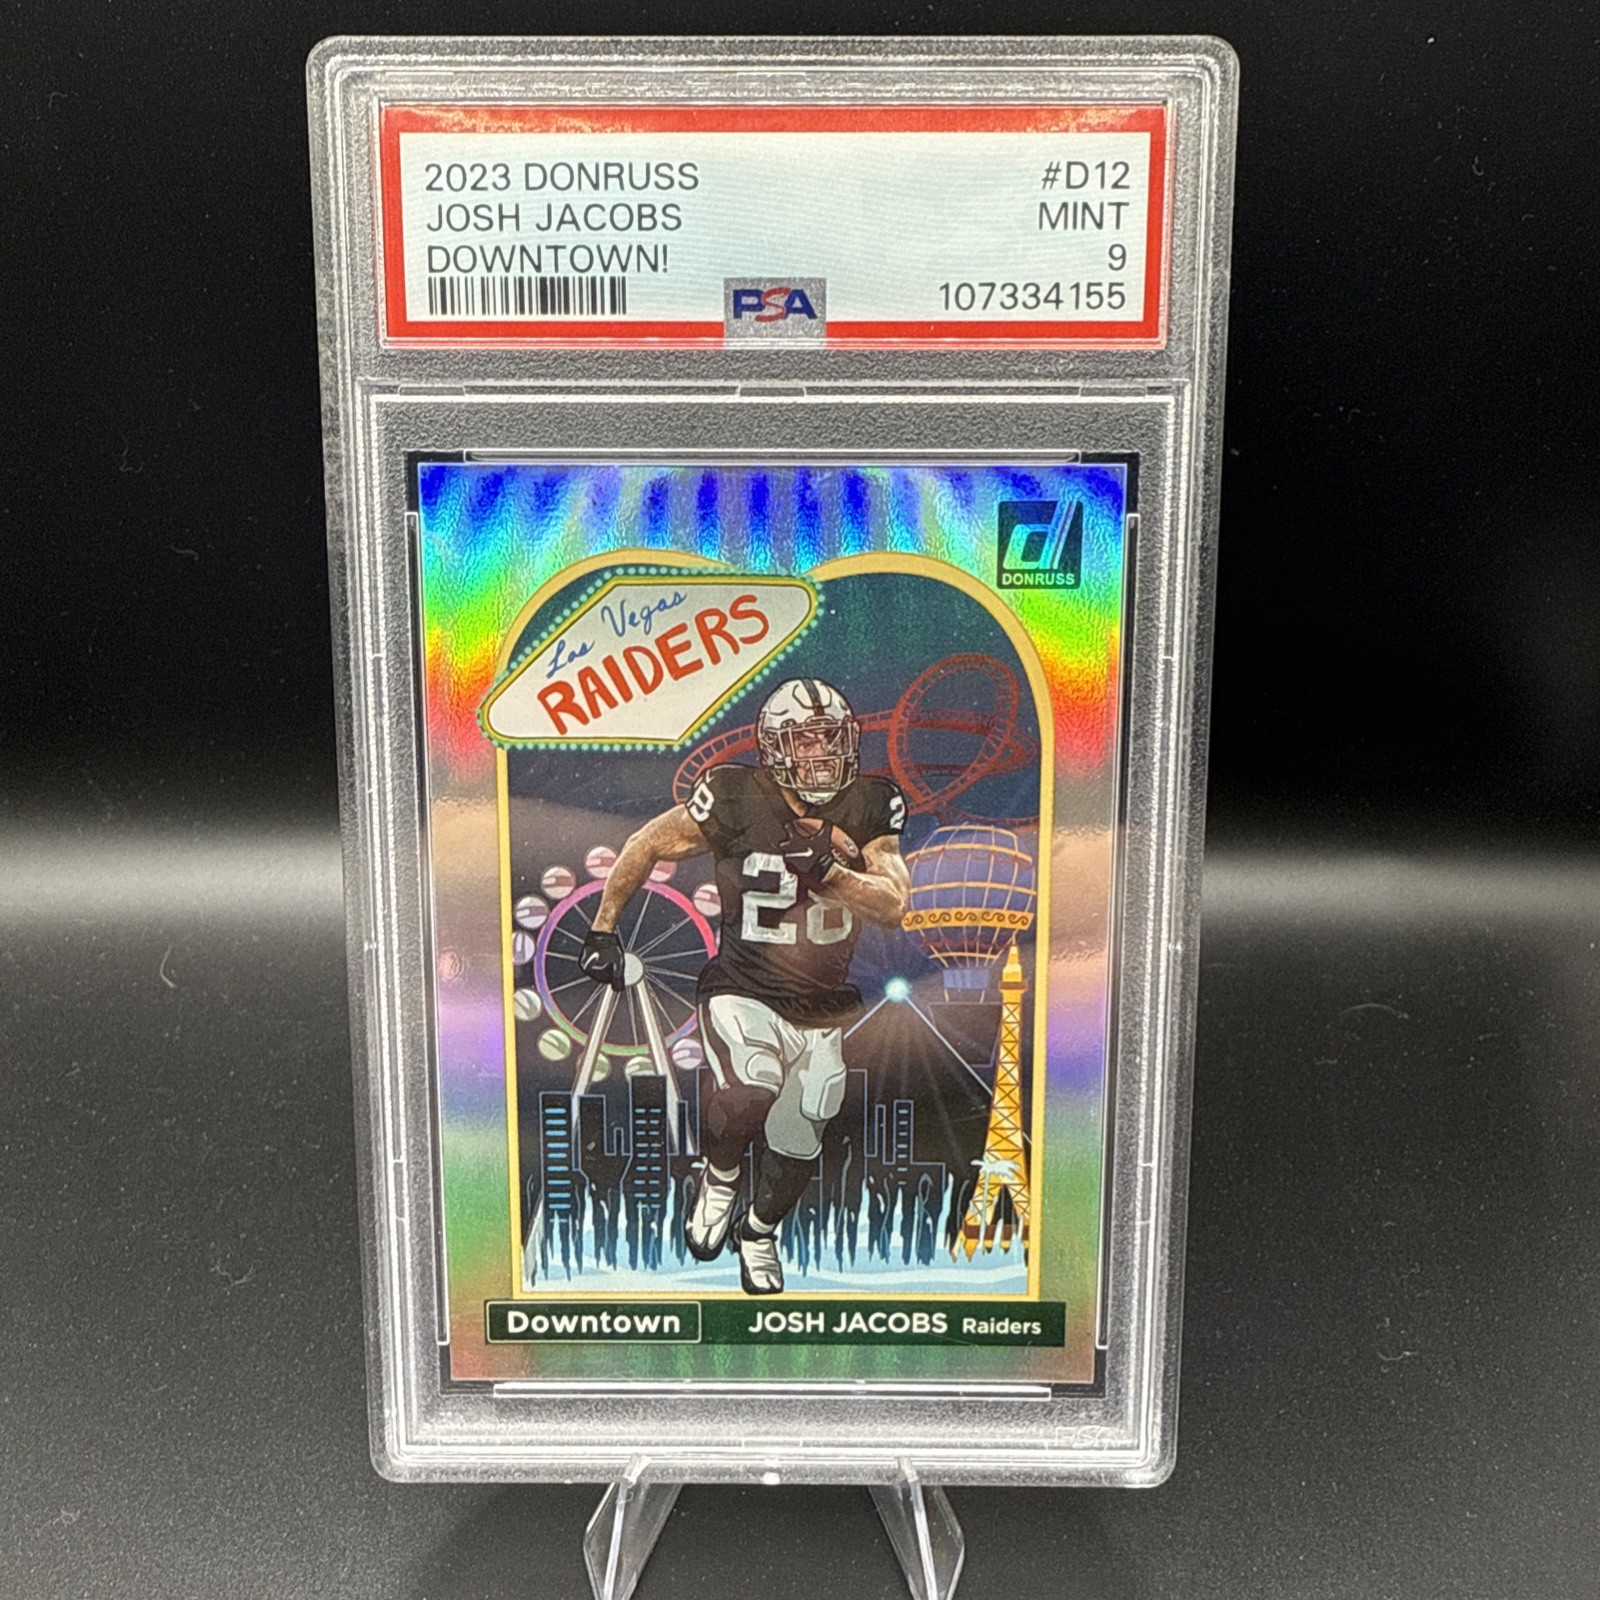 2023 DONRUSS #D12
JOSH JACOBS MINT
DOWNTOWN! 9
107334155
PSA
d
DONRUSS
Las Vegas
RAIDERS
28
2
28
Downtown JOSH JACOBS Raiders